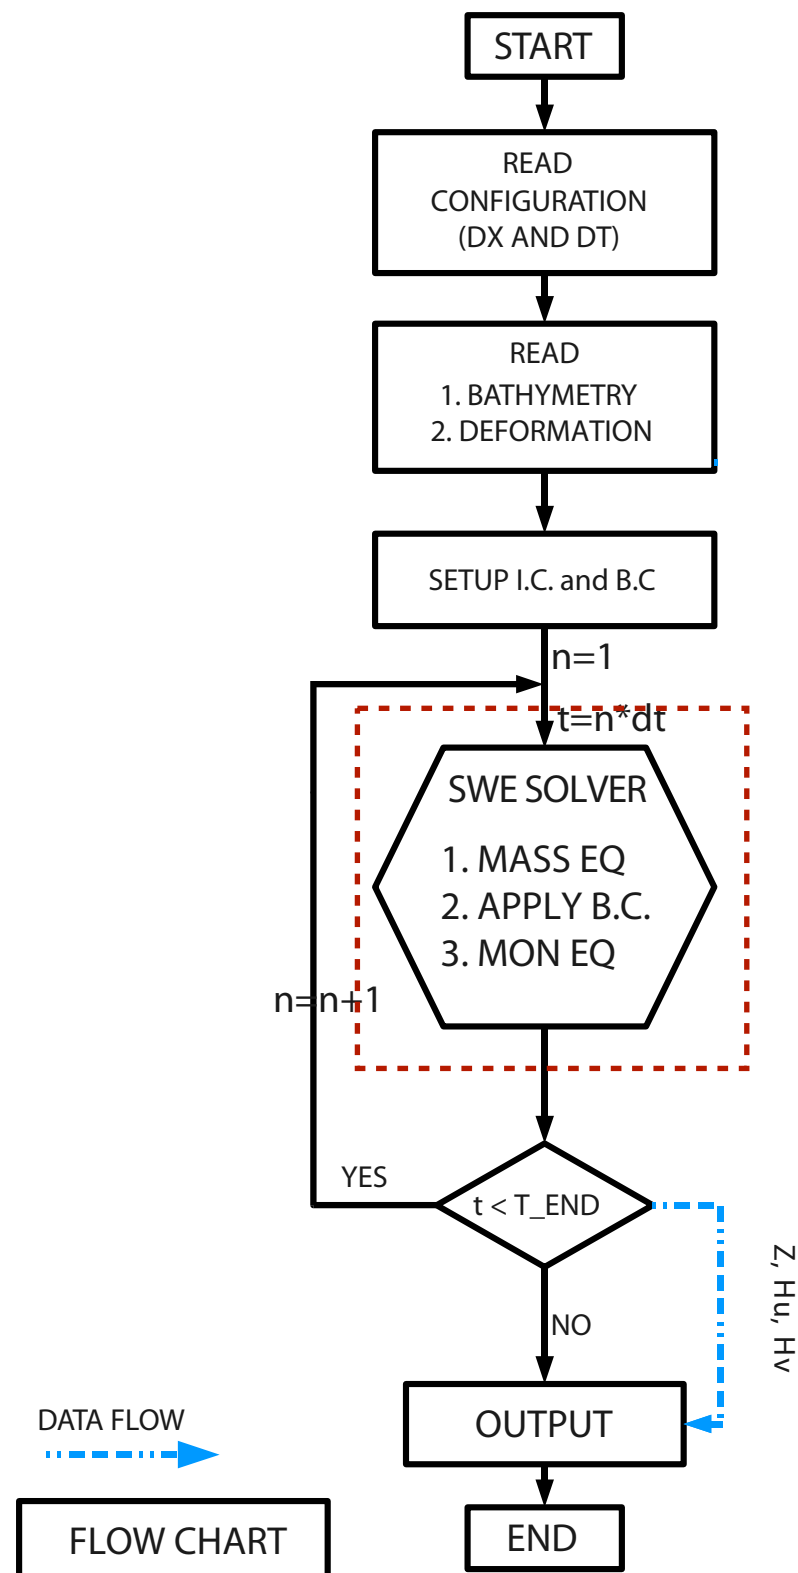 START
READ
CONFIGURATION
(DX AND DT)
READ
1. BATHYMETRY
2. DEFORMATION
SETUP I.C. and B.C
n=1
t=n*dt
SWE SOLVER
1. MASS EQ
2. APPLY B.C.
3. MON EQ
n=n+1
YES
t < T_END
Z, Hu, Hv
NO
OUTPUT
DATA FLOW
END
FLOW CHART